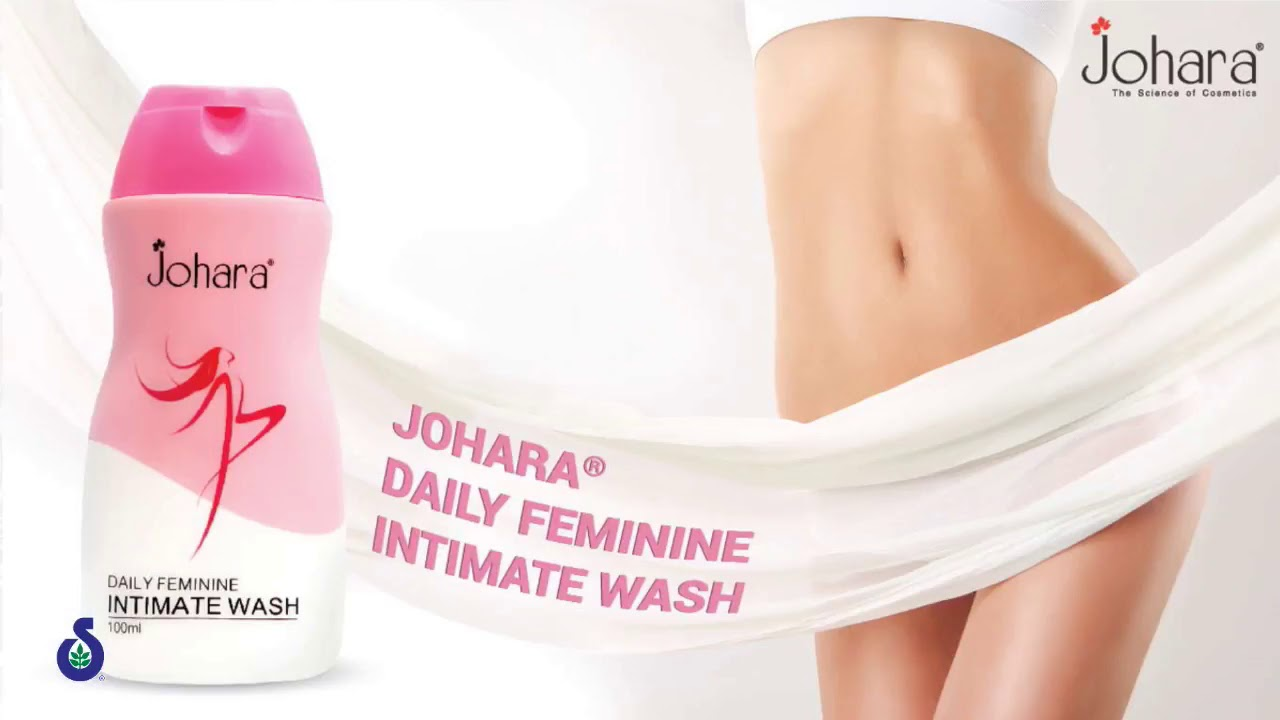 Johara®
The Science of Cosmetics
Johara®
DAILY FEMININE
INTIMATE WASH
100ml
JOHARA®
DAILY FEMININE
INTIMATE WASH